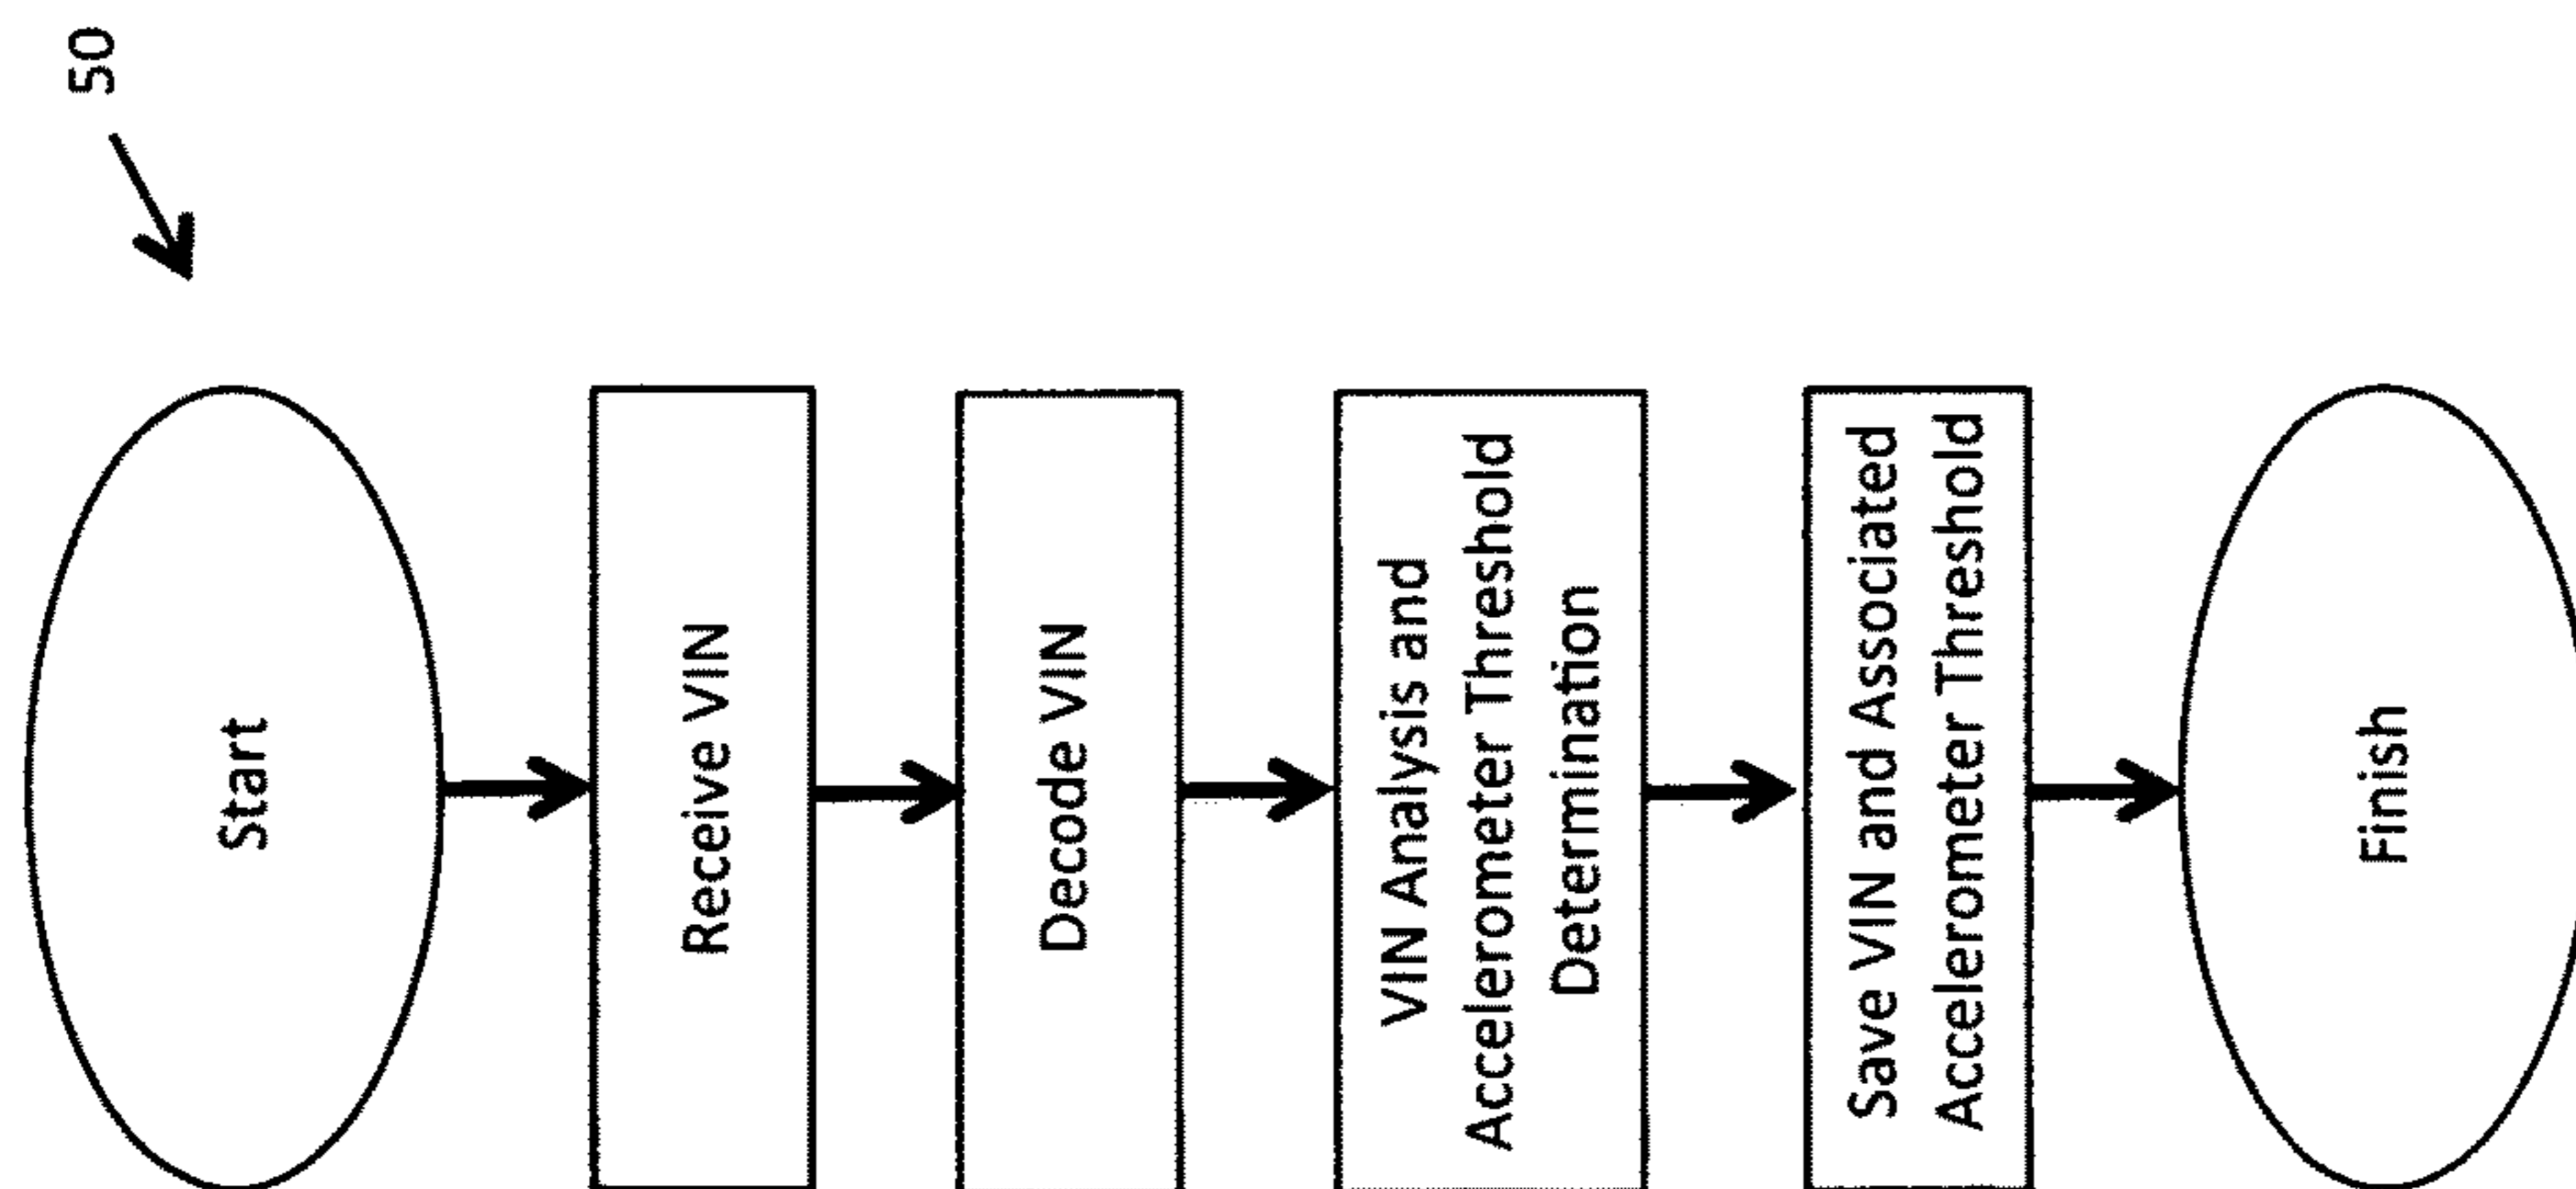 50
Start
Receive VIN
Decode VIN
VIN Analysis and
Accelerometer Threshold
Determination
Save VIN and Associated
Accelerometer Threshold
Finish